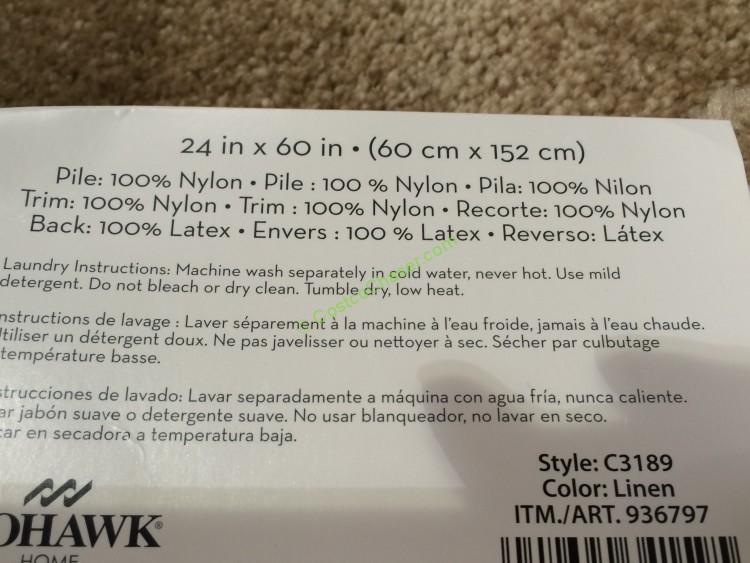 24 in x 60 in • (60 cm x 152 cm)
Pile: 100% Nylon • Pile : 100 % Nylon • Pila: 100% Nilon
Trim: 100% Nylon • Trim : 100% Nylon • Recorte: 100% Nylon
Back: 100% Latex • Envers : 100 % Latex • Reverso: Látex
Laundry Instructions: Machine wash separately in cold water, never hot. Use mild
detergent. Do not bleach or dry clean. Tumble dry, low heat.
nstructions de lavage : Laver séparement à la machine à l'eau froide, jamais à l'eau chaude.
Utiliser un détergent doux. Ne pas javelisser ou nettoyer à sec. Sécher par culbutage
température basse.
strucciones de lavado: Lavar separadamente a máquina con agua fría, nunca caliente.
ar jabón suave o detergente suave. No usar blanqueador, no lavar en seco.
car en secadora a temperatura baja.
Style: C3189
Color: Linen
ITM./ART. 936797
OHAWK®
HOME
© CostcoChaser.com